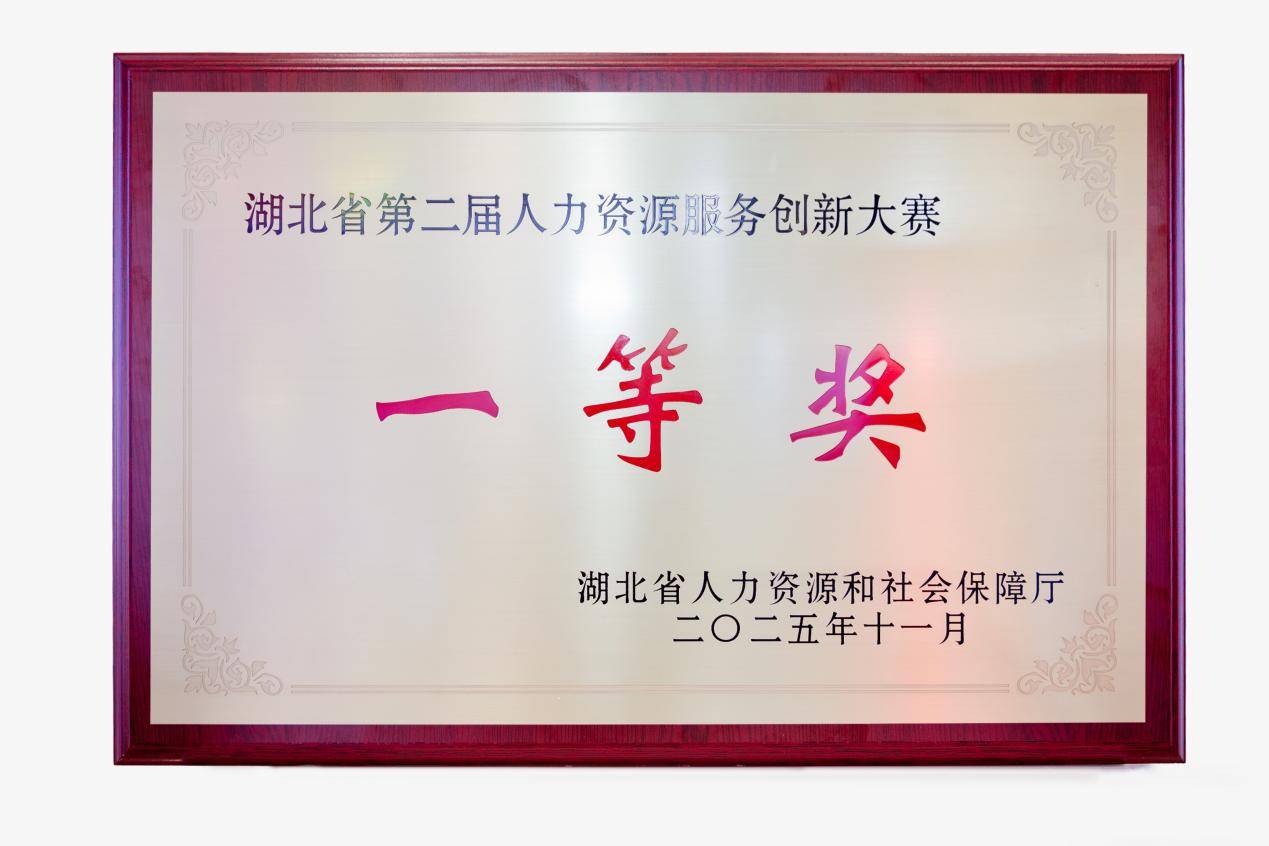 湖北省第二届人力资源服务创新大赛
一等奖
湖北省人力资源和社会保障厅
二〇二五年十一月